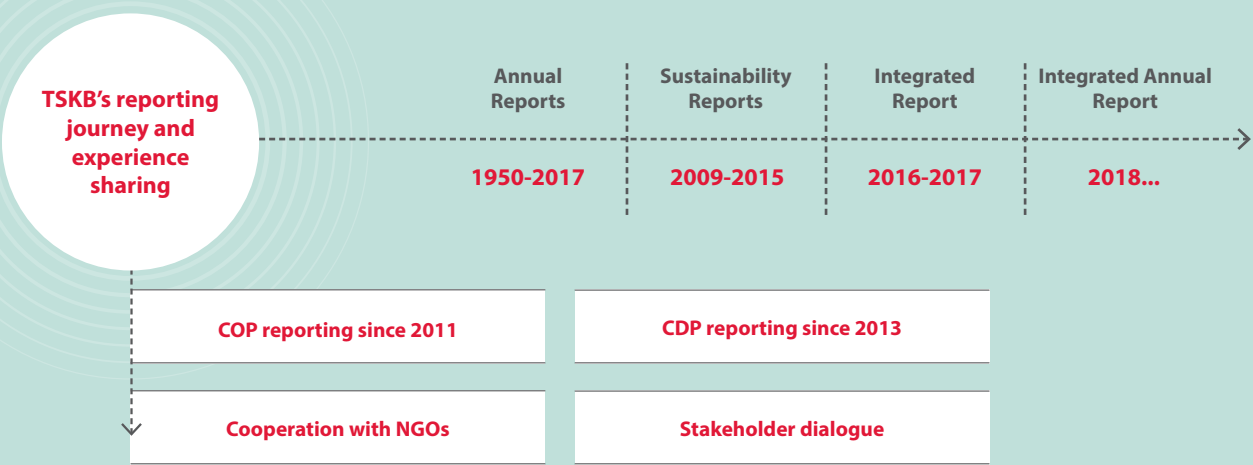 TSKB’s reporting
journey and
experience
sharing
Annual
Reports
1950-2017
Sustainability
Reports
2009-2015
Integrated
Report
2016-2017
Integrated Annual
Report
2018...
COP reporting since 2011
CDP reporting since 2013
Cooperation with NGOs
Stakeholder dialogue